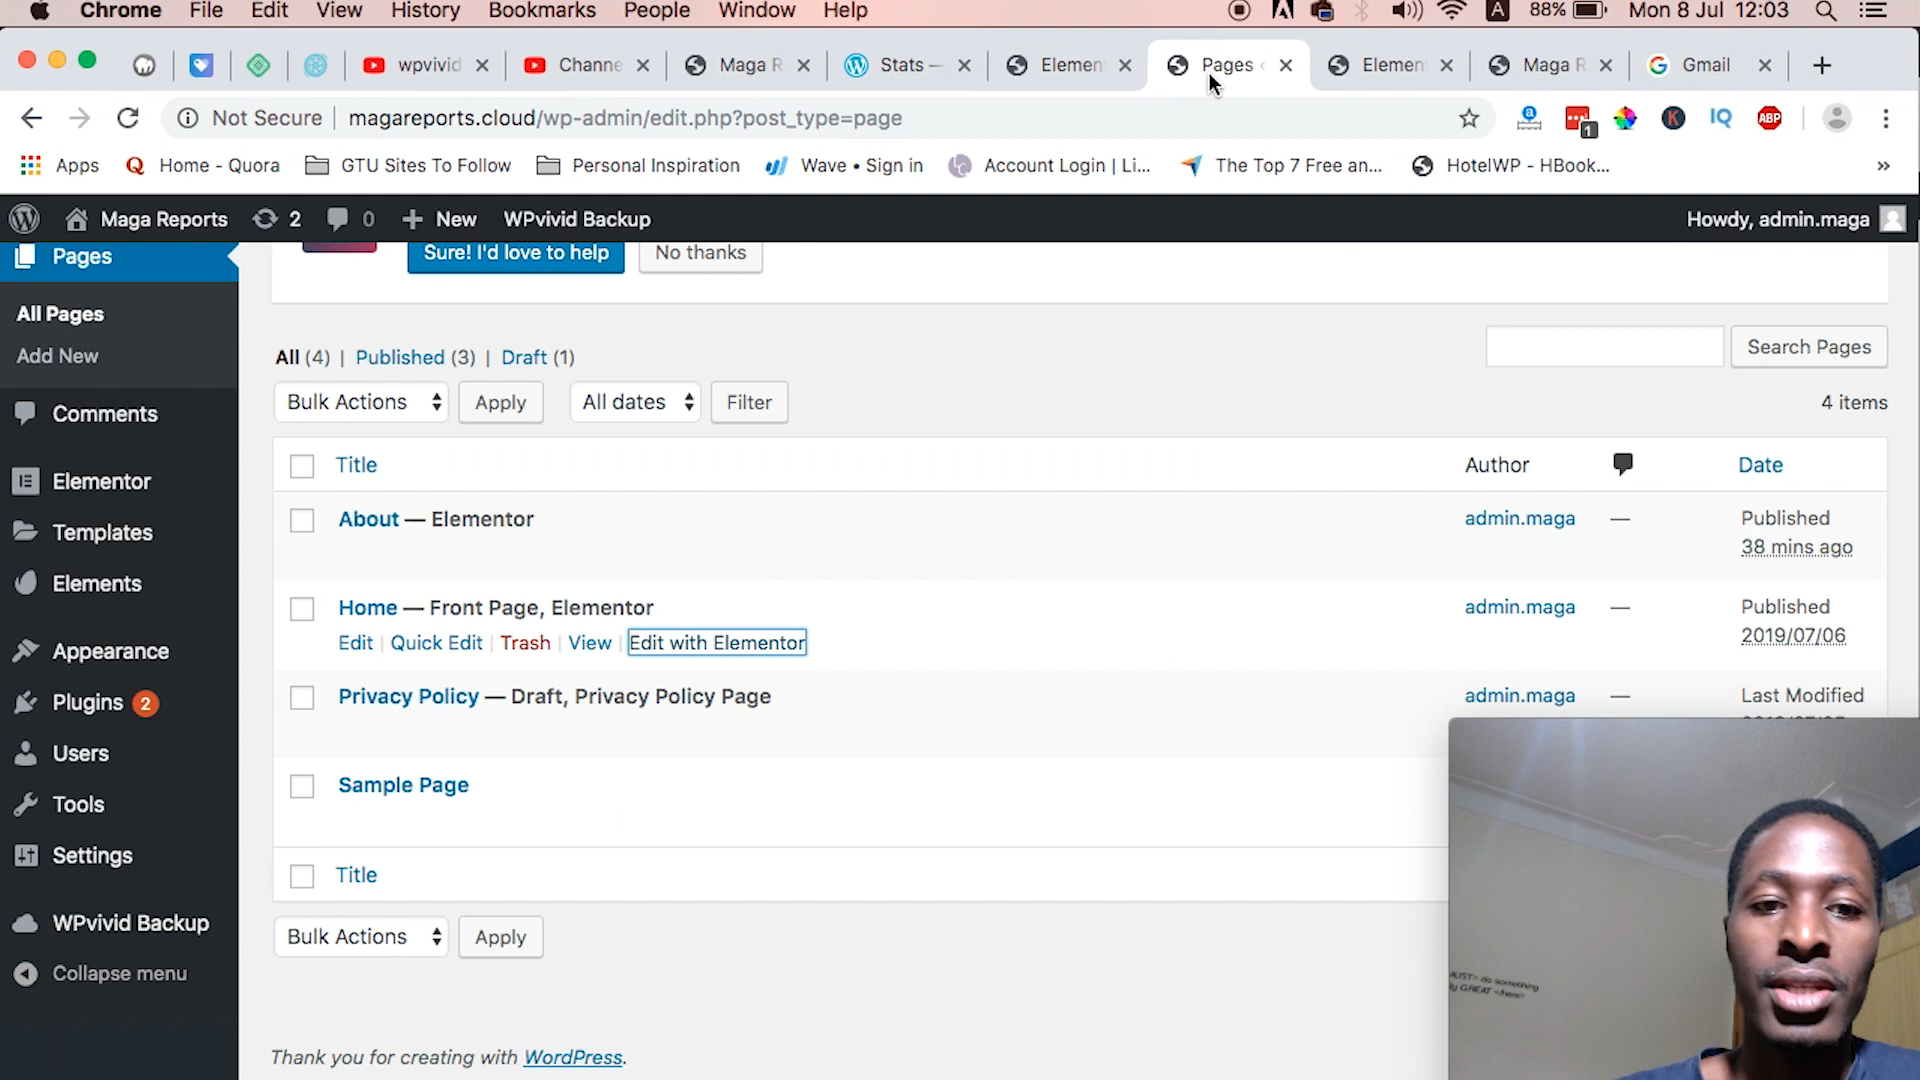 Chrome File Edit View History Bookmarks People Window Help 88% Mon 8 Jul 12:03
wpvivid Channe Maga R Stats — Elemen Pages Elemen Maga R Gmail
Not Secure magareports.cloud/wp-admin/edit.php?post_type=page
Apps Home - Quora GTU Sites To Follow Personal Inspiration Wave • Sign in Account Login | Li... The Top 7 Free an... HotelWP - HBook... »
Maga Reports 2 0 + New WPvivid Backup Howdy, admin.maga
Pages
All Pages
Add New
Comments
Elementor
Templates
Elements
Appearance
Plugins 2
Users
Tools
Settings
WPvivid Backup
Collapse menu
Sure! I'd love to help No thanks
All (4) | Published (3) | Draft (1)
Search Pages
Bulk Actions Apply All dates Filter
4 items
Title Author Date
About — Elementor admin.maga — Published
38 mins ago
Home — Front Page, Elementor admin.maga — Published
2019/07/06
Edit | Quick Edit | Trash | View | Edit with Elementor
Privacy Policy — Draft, Privacy Policy Page admin.maga — Last Modified
Sample Page
Title
Bulk Actions Apply
Thank you for creating with WordPress.
do something
GREAT